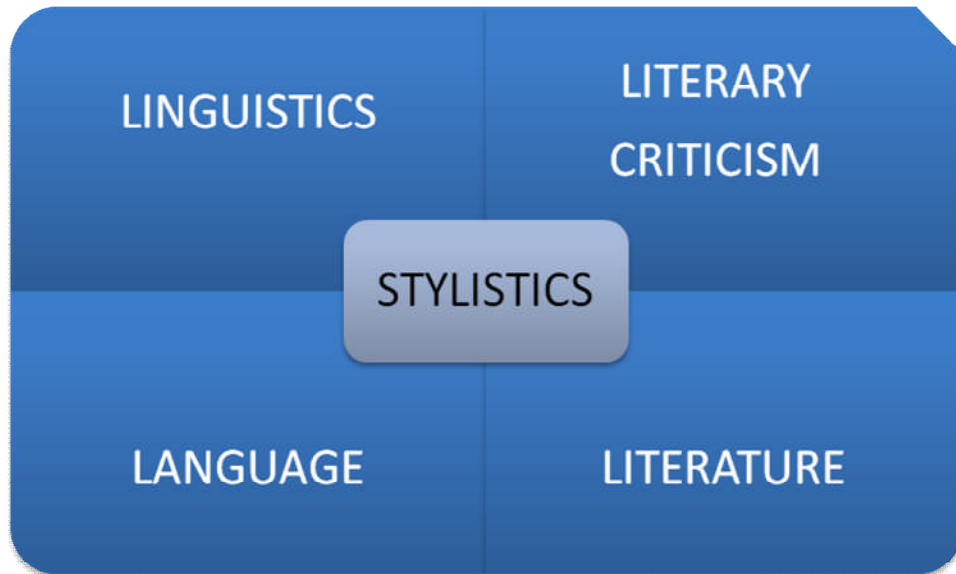 LINGUISTICS
LITERARY
CRITICISM
STYLISTICS
LANGUAGE
LITERATURE